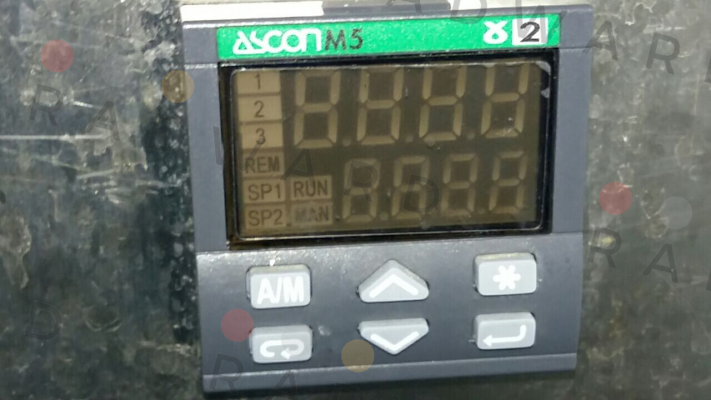 ascon M5 2
1
2
3
REM
SP1 RUN
SP2 MAN
A/M *